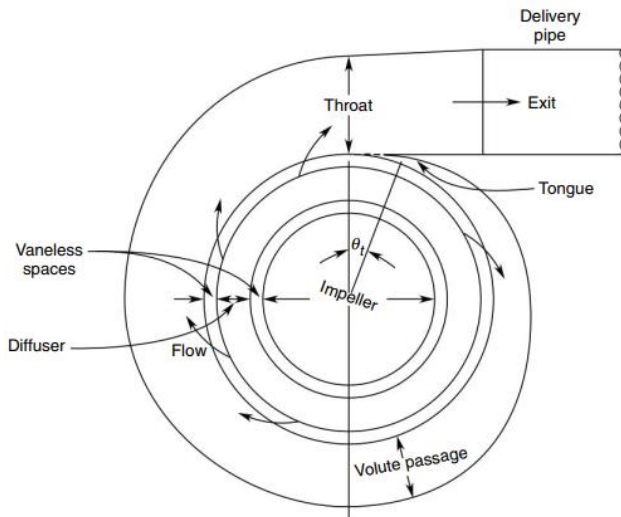 Delivery
pipe
Throat
Exit
Tongue
Vaneless
spaces
θt
Impeller
Diffuser
Flow
Volute passage